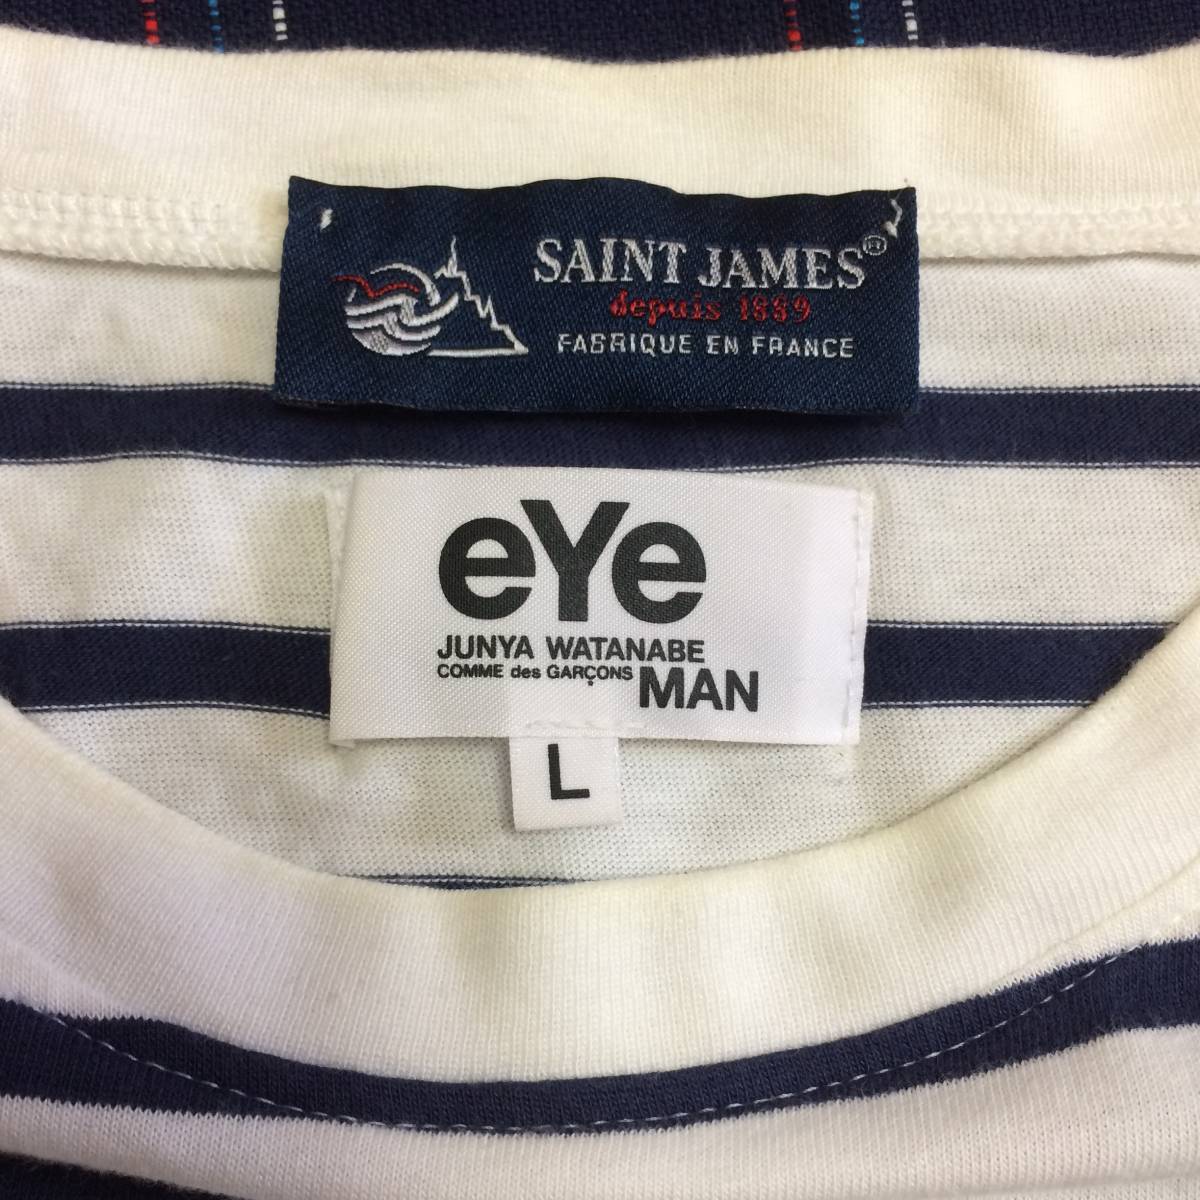 SAINT JAMES®
depuis 1889
FABRIQUE EN FRANCE
eYe
JUNYA WATANABE
COMME des GARÇONS MAN
L